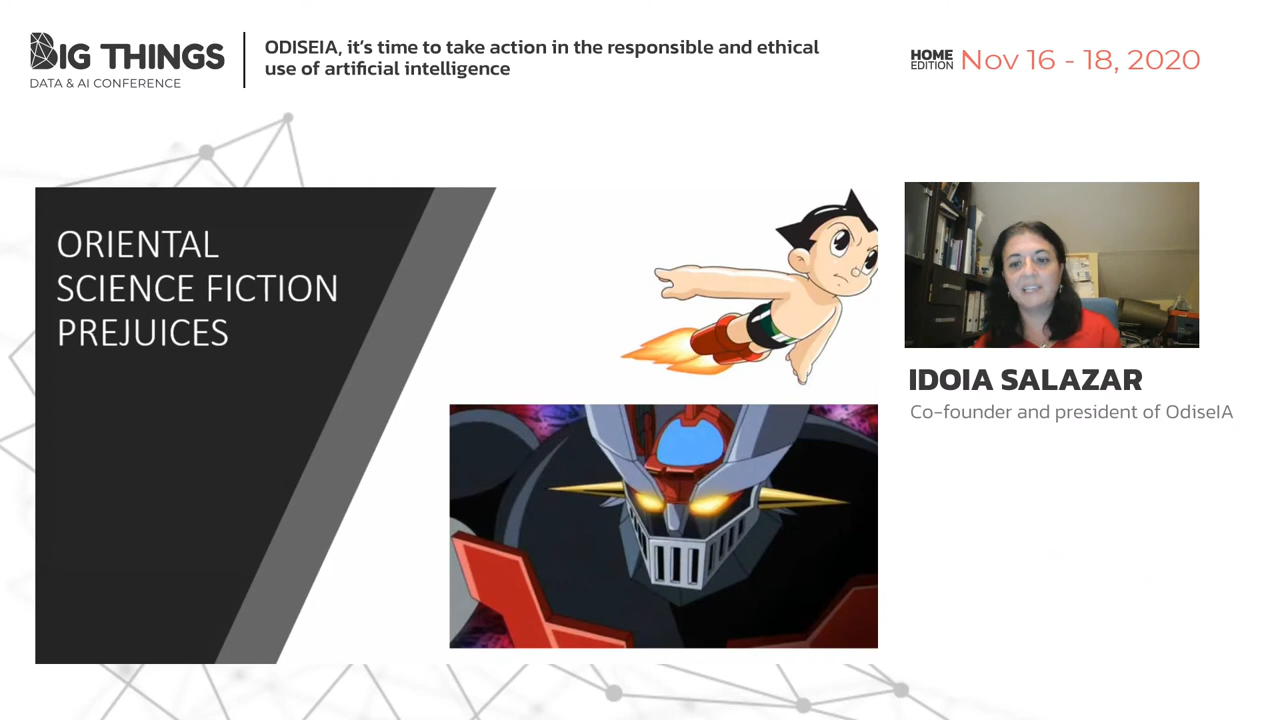 BIG THINGS
DATA & AI CONFERENCE
ODISEIA, it's time to take action in the responsible and ethical
use of artificial intelligence
HOME
EDITION
Nov 16 - 18, 2020
ORIENTAL
SCIENCE FICTION
PREJUICES
IDOIA SALAZAR
Co-founder and president of OdiseIA